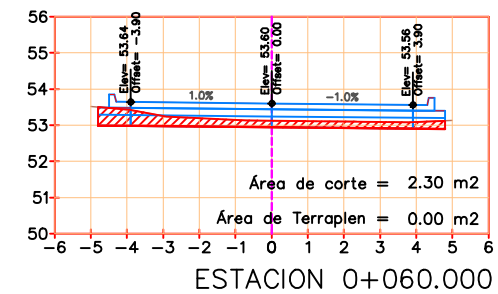 56
55
54
53
52
51
50
Elev= 53.64
Offset= -3.90
Elev= 53.60
Offset= 0.00
Elev= 53.56
Offset= 3.90
1.0%
-1.0%
Área de corte = 2.30 m2
Área de Terraplen = 0.00 m2
-6 -5 -4 -3 -2 -1 0 1 2 3 4 5 6
ESTACION 0+060.000